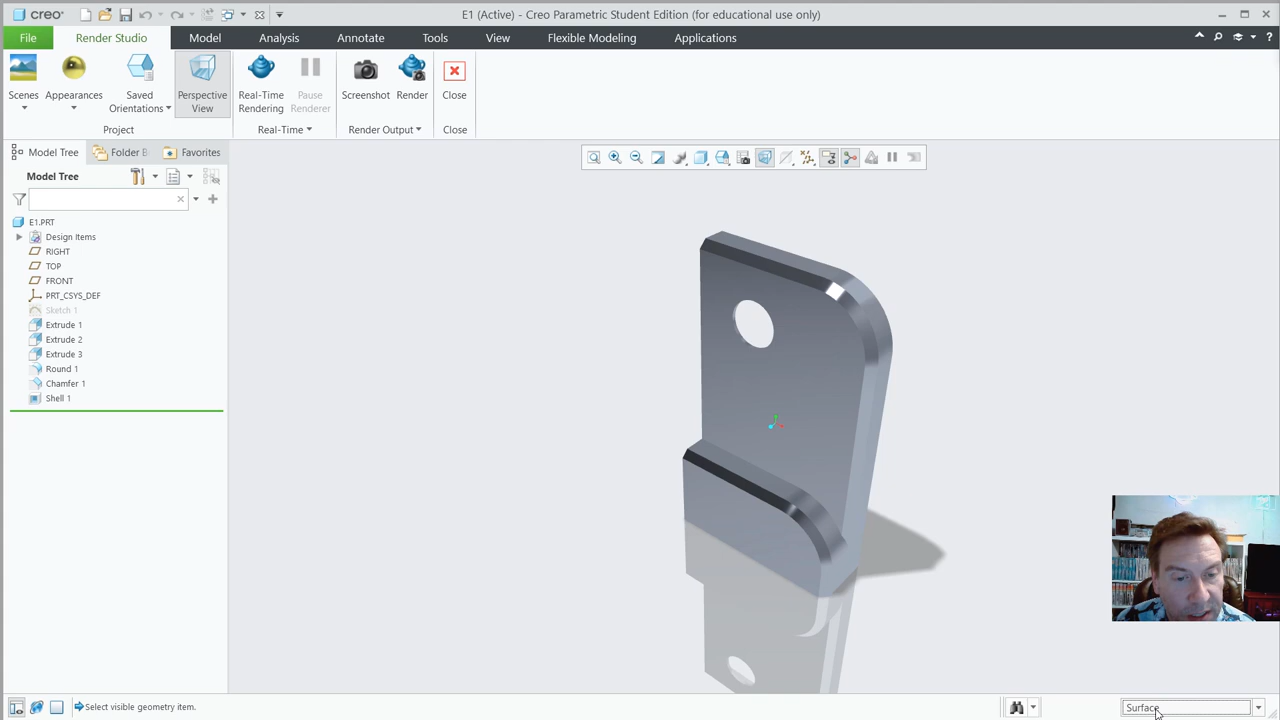 creo
E1 (Active) - Creo Parametric Student Edition (for educational use only)
File
Render Studio
Model
Analysis
Annotate
Tools
View
Flexible Modeling
Applications
Scenes
Appearances
Saved
Orientations
Perspective
View
Real-Time
Rendering
Pause
Renderer
Screenshot
Render
Close
Project
Real-Time
Render Output
Close
Model Tree
Folder B
Favorites
Model Tree
E1.PRT
Design Items
RIGHT
TOP
FRONT
PRT_CSYS_DEF
Sketch 1
Extrude 1
Extrude 2
Extrude 3
Round 1
Chamfer 1
Shell 1
Select visible geometry item.
Surface